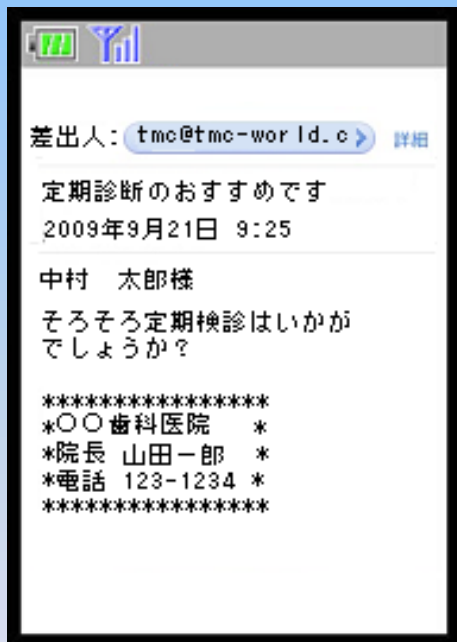 差出人: tmc@tmc-world.c 詳細
定期診断のおすすめです
2009年9月21日 9:25
中村　太郎様
そろそろ定期検診はいかが
でしょうか？
****************
*〇〇歯科医院　 *
*院長 山田一郎　*
*電話 123-1234 *
****************